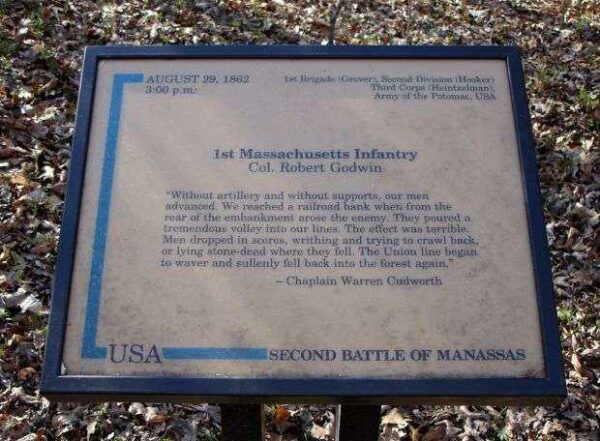 AUGUST 29, 1862
3:00 p.m.
1st Brigade (Grover), Second Division (Hooker)
Third Corps (Heintzelman),
Army of the Potomac, USA
1st Massachusetts Infantry
Col. Robert Godwin
"Without artillery and without supports, our men
advanced. We reached a railroad bank when from the
rear of the embankment arose the enemy. They poured a
tremendous volley into our lines. The effect was terrible.
Men dropped in scores, writhing and trying to crawl back,
or lying stone-dead where they fell. The Union line began
to waver and sullenly fell back into the forest again."
– Chaplain Warren Cudworth
USA
SECOND BATTLE OF MANASSAS